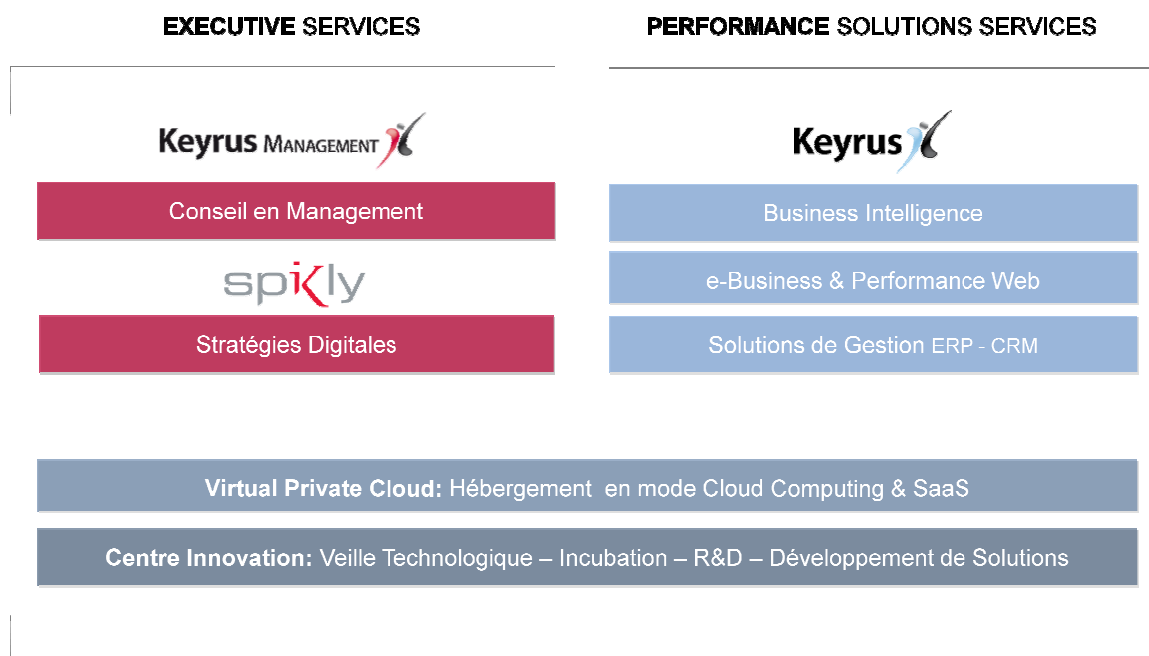 EXECUTIVE SERVICES
Keyrus MANAGEMENT
Conseil en Management
spikly
Stratégies Digitales
PERFORMANCE SOLUTIONS SERVICES
Keyrus
Business Intelligence
e-Business & Performance Web
Solutions de Gestion ERP - CRM
Virtual Private Cloud: Hébergement en mode Cloud Computing & SaaS
Centre Innovation: Veille Technologique – Incubation – R&D – Développement de Solutions